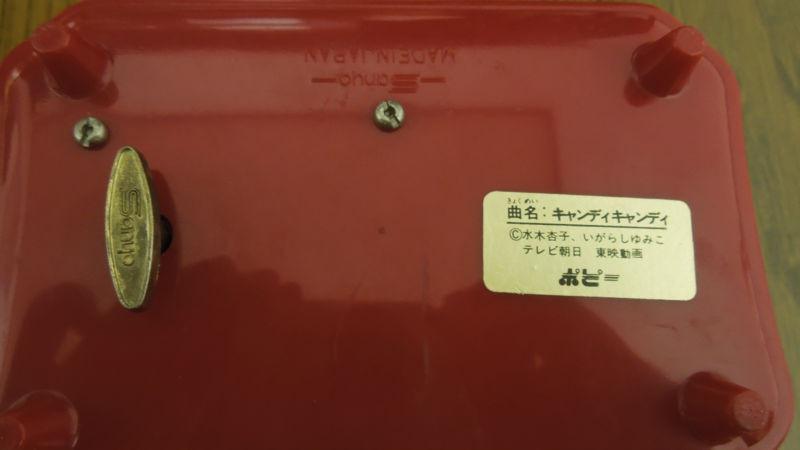 Sanyo
MADE IN JAPAN
Sanyo
きょくめい
曲名:キャンディキャンディ
©水木杏子、いがらしゆみこ
テレビ朝日 東映動画
ポピー